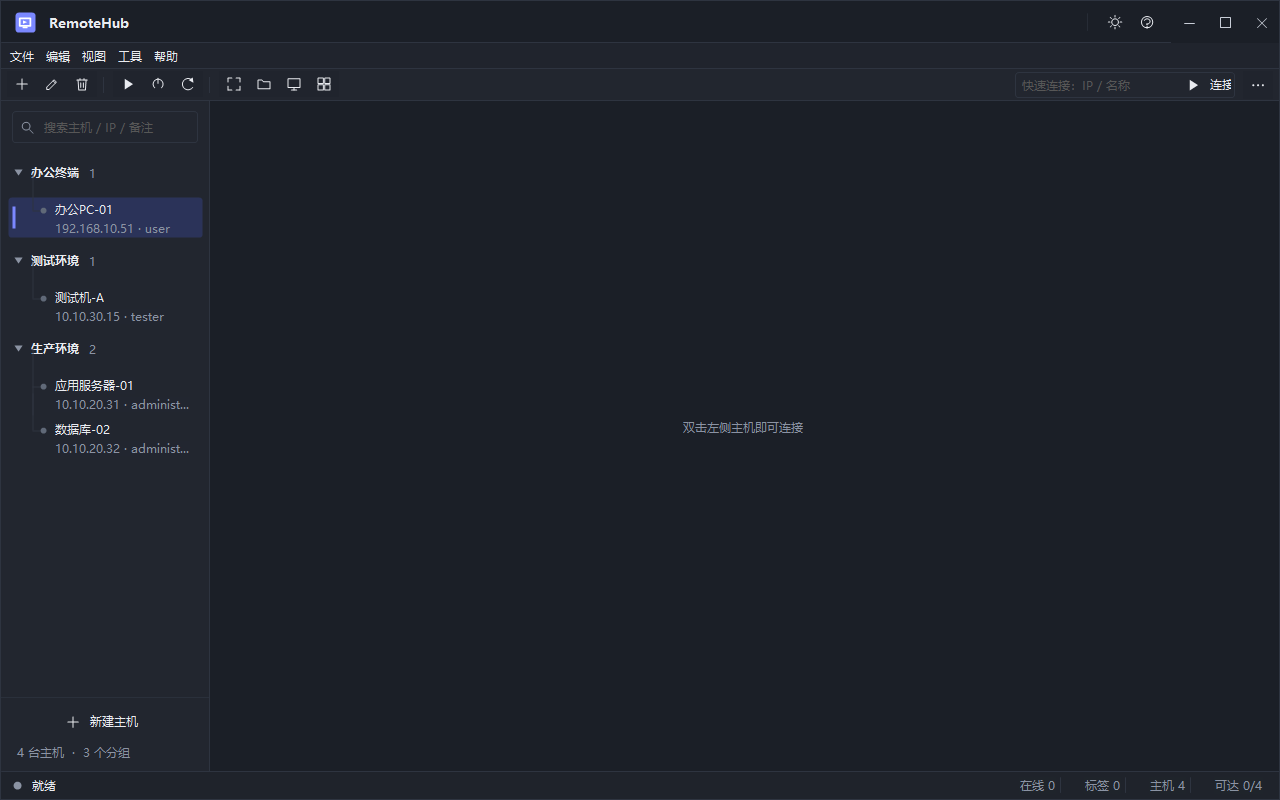 RemoteHub
文件 编辑 视图 工具 帮助
快速连接: IP / 名称 连接
搜索主机 / IP / 备注
办公终端 1
办公PC-01
192.168.10.51 · user
测试环境 1
测试机-A
10.10.30.15 · tester
生产环境 2
应用服务器-01
10.10.20.31 · administ...
数据库-02
10.10.20.32 · administ...
双击左侧主机即可连接
新建主机
4 台主机 · 3 个分组
就绪 在线 0 标签 0 主机 4 可达 0/4